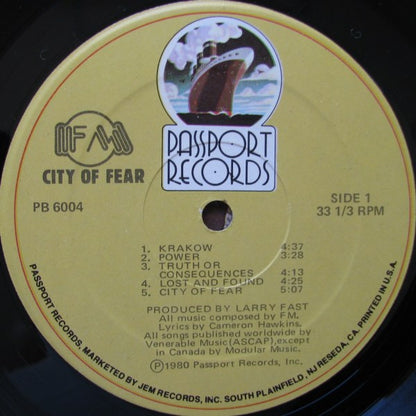 FM
CITY OF FEAR
PB 6004
PASSPORT
RECORDS
SIDE 1
33 1/3 RPM
1. KRAKOW 4:37
2. POWER 3:28
3. TRUTH OR
CONSEQUENCES 4:13
4. LOST AND FOUND 4:25
5. CITY OF FEAR 5:07
PRODUCED BY LARRY FAST
All music composed by FM.
Lyrics by Cameron Hawkins.
All songs published worldwide by
Venerable Music (ASCAP), except
in Canada by Modular Music.
Ⓟ1980 Passport Records, Inc.
PASSPORT RECORDS, MARKETED BY JEM RECORDS, INC. SOUTH PLAINFIELD, NJ RESEDA, CA. PRINTED IN U.S.A.